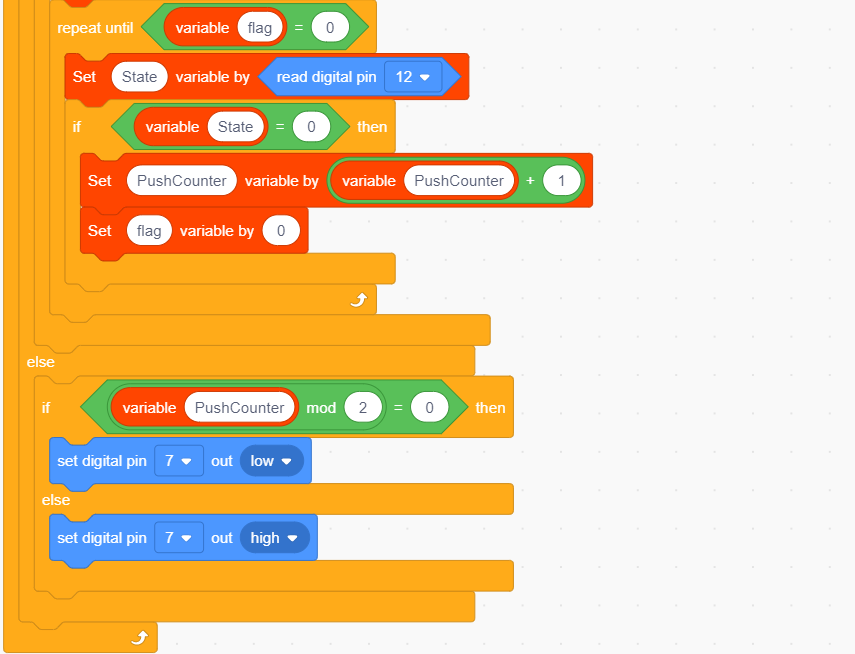 repeat until variable flag = 0
Set State variable by read digital pin 12
if variable State = 0 then
Set PushCounter variable by variable PushCounter + 1
Set flag variable by 0
else
if variable PushCounter mod 2 = 0 then
set digital pin 7 out low
else
set digital pin 7 out high